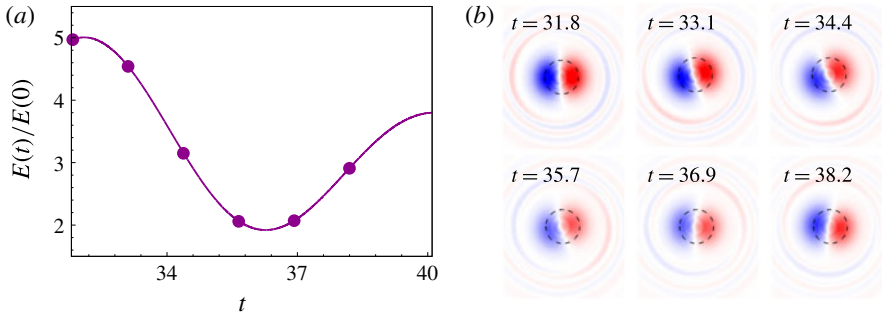 (a)
5
4
3
2
E(t)/E(0)
34
37
40
t
(b)
t = 31.8
t = 33.1
t = 34.4
t = 35.7
t = 36.9
t = 38.2